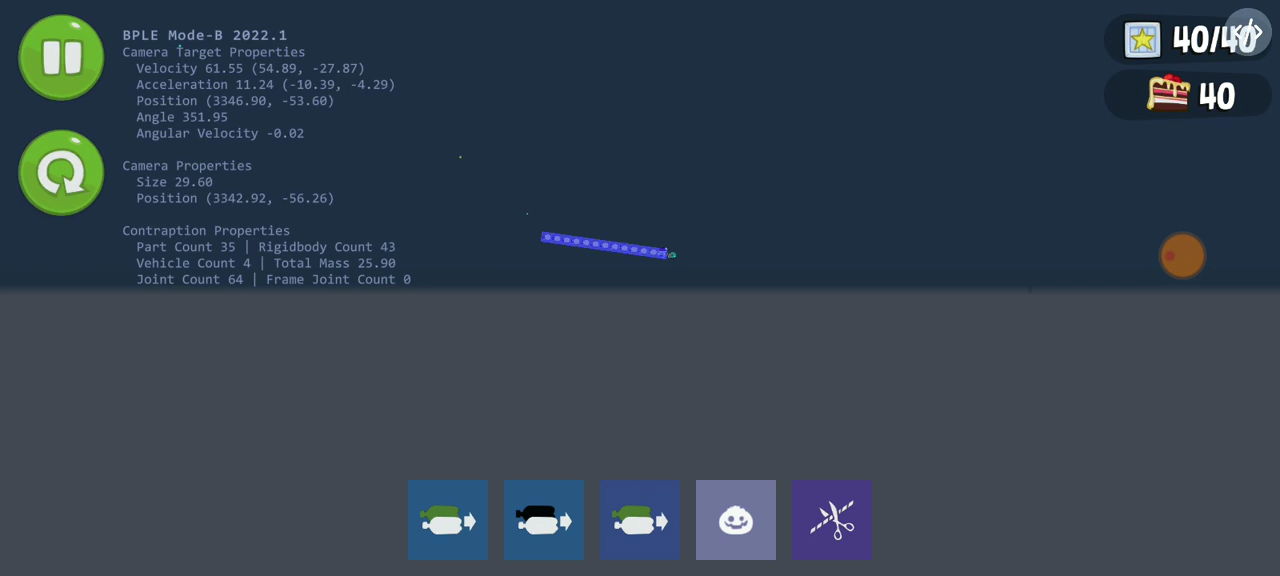 BPLE Mode-B 2022.1
Camera Target Properties
Velocity 61.55 (54.89, -27.87)
Acceleration 11.24 (-10.39, -4.29)
Position (3346.90, -53.60)
Angle 351.95
Angular Velocity -0.02
Camera Properties
Size 29.60
Position (3342.92, -56.26)
Contraption Properties
Part Count 35 | Rigidbody Count 43
Vehicle Count 4 | Total Mass 25.90
Joint Count 64 | Frame Joint Count 0
40/40
40